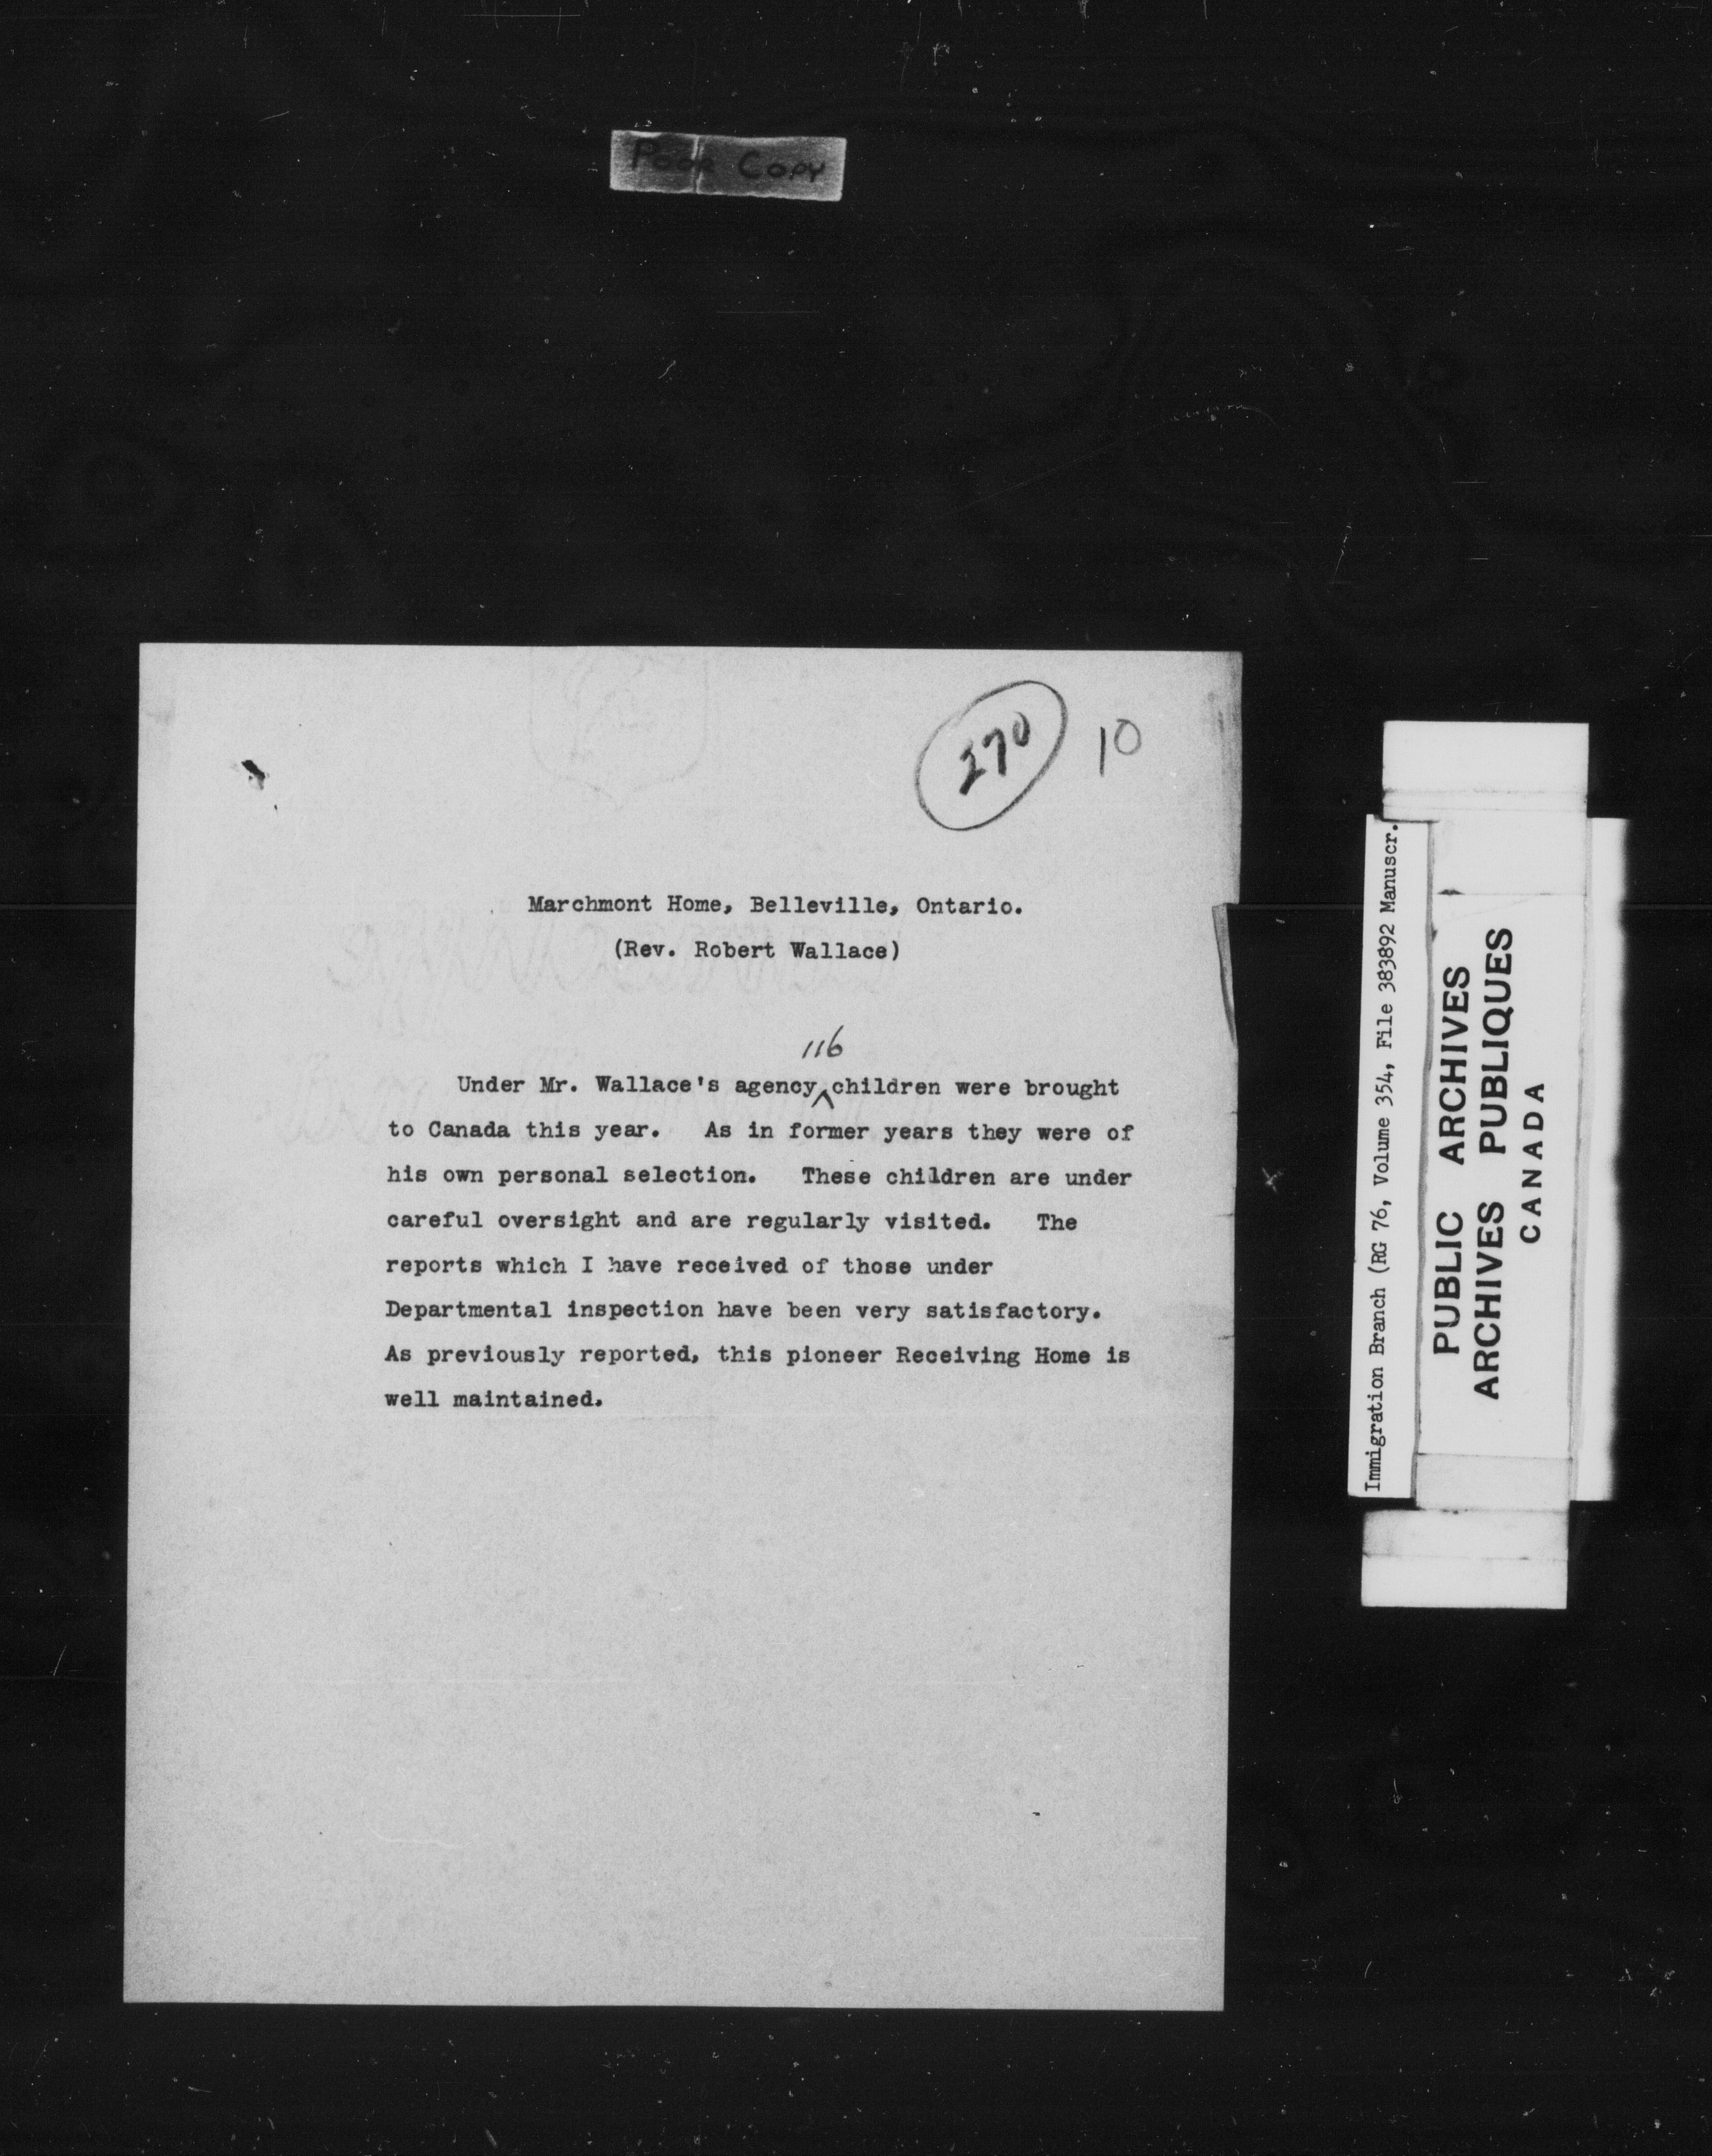 POOR COPY
270 10
Marchmont Home, Belleville, Ontario.
(Rev. Robert Wallace)
116
Under Mr. Wallace's agency ^ children were brought
to Canada this year. As in former years they were of
his own personal selection. These children are under
careful oversight and are regularly visited. The
reports which I have received of those under
Departmental inspection have been very satisfactory.
As previously reported, this pioneer Receiving Home is
well maintained.
Immigration Branch (RG 76, Volume 354, File 383892 Manuscr.
PUBLIC ARCHIVES
ARCHIVES PUBLIQUES
CANADA